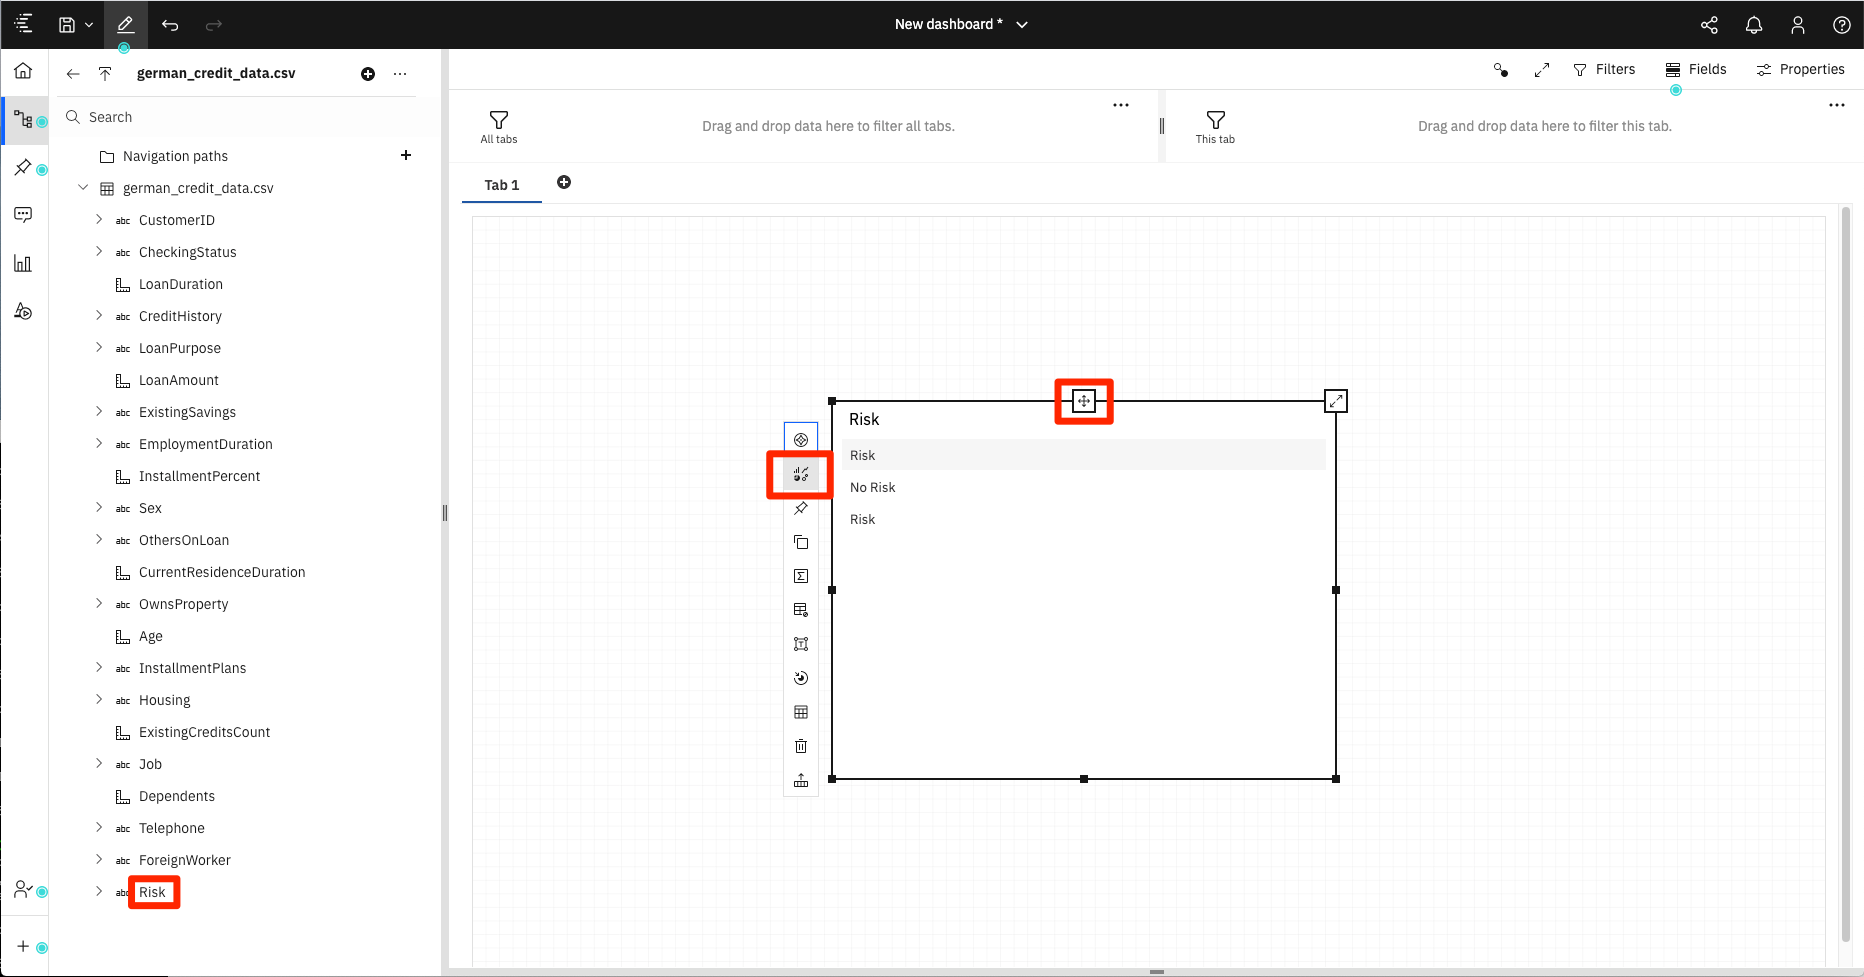 New dashboard *
german_credit_data.csv
Filters
Fields
Properties
Search
All tabs
Drag and drop data here to filter all tabs.
This tab
Drag and drop data here to filter this tab.
Navigation paths
german_credit_data.csv
Tab 1
abc CustomerID
abc CheckingStatus
LoanDuration
abc CreditHistory
abc LoanPurpose
LoanAmount
abc ExistingSavings
abc EmploymentDuration
InstallmentPercent
abc Sex
abc OthersOnLoan
CurrentResidenceDuration
abc OwnsProperty
Age
abc InstallmentPlans
abc Housing
ExistingCreditsCount
abc Job
Dependents
abc Telephone
abc ForeignWorker
abc Risk
Risk
Risk
No Risk
Risk